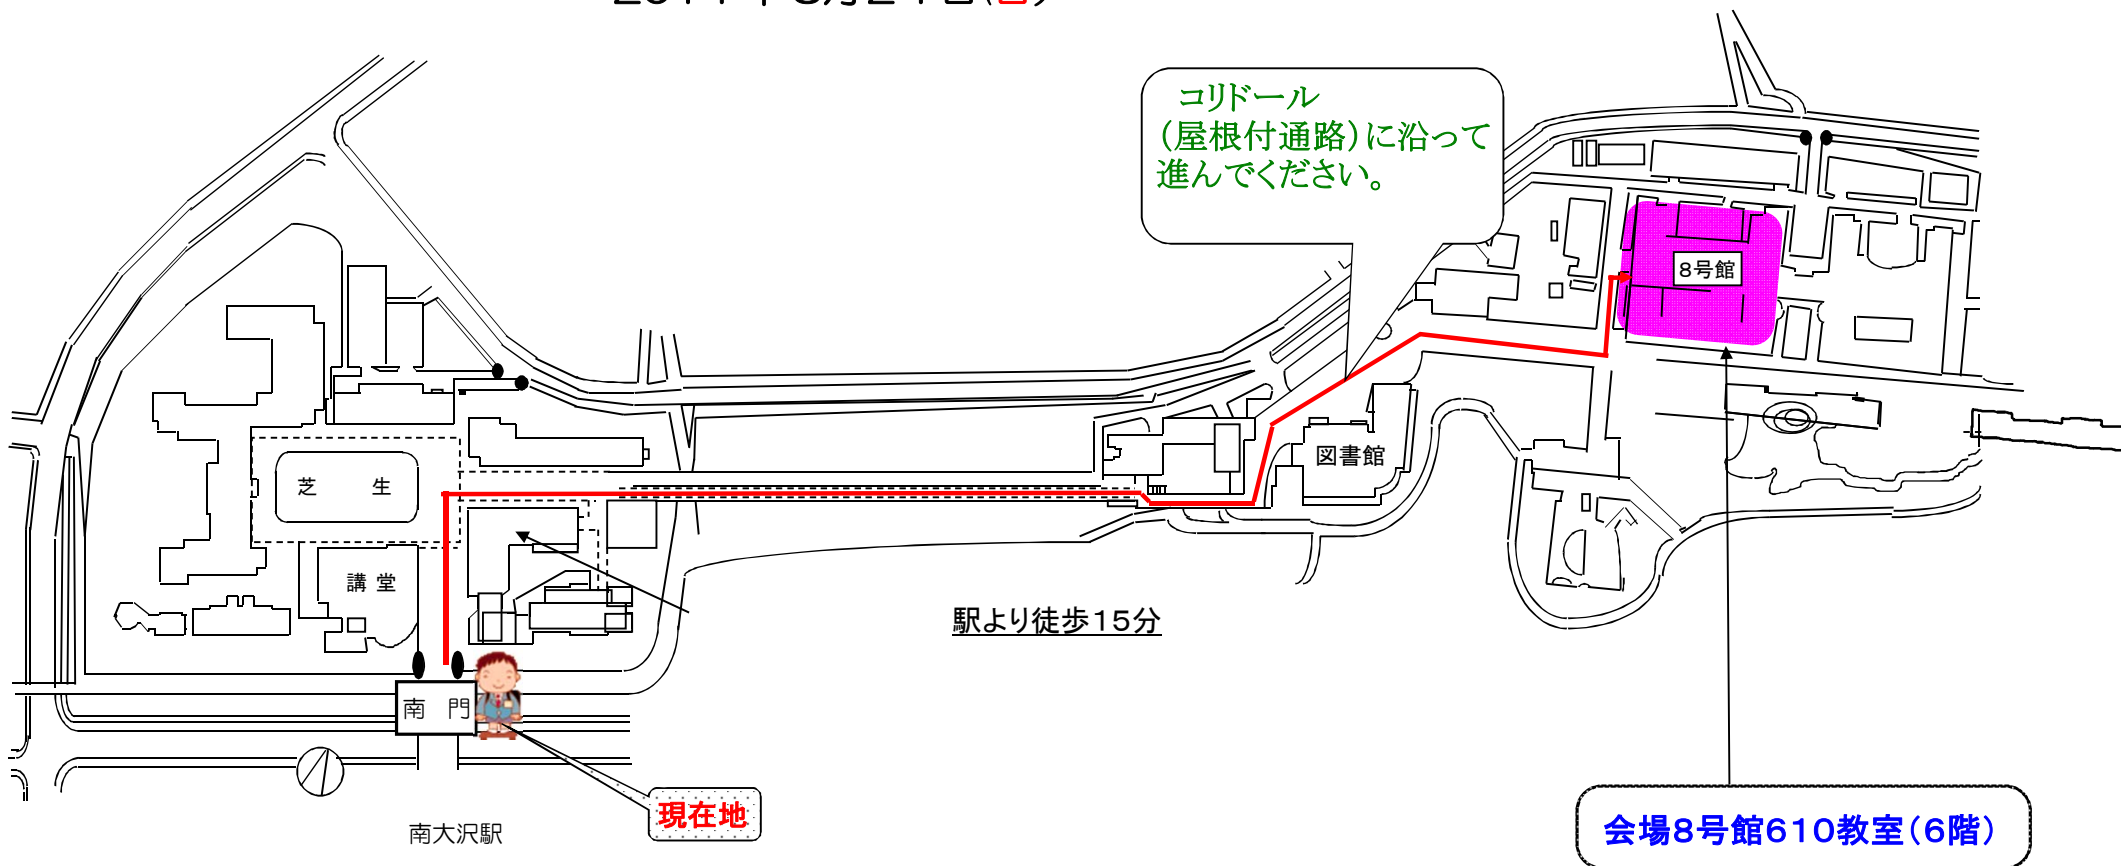 コリドール
（屋根付通路）に沿って
進んでください。
8号館
図書館
芝　生
講 堂
駅より徒歩15分
南　門
現在地
南大沢駅
会場8号館610教室（6階）